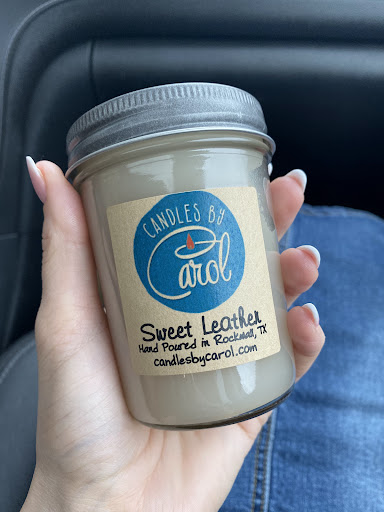 CANDLES BY
Carol
Sweet Leather
Hand Poured in Rockwall, TX
candlesbycarol.com